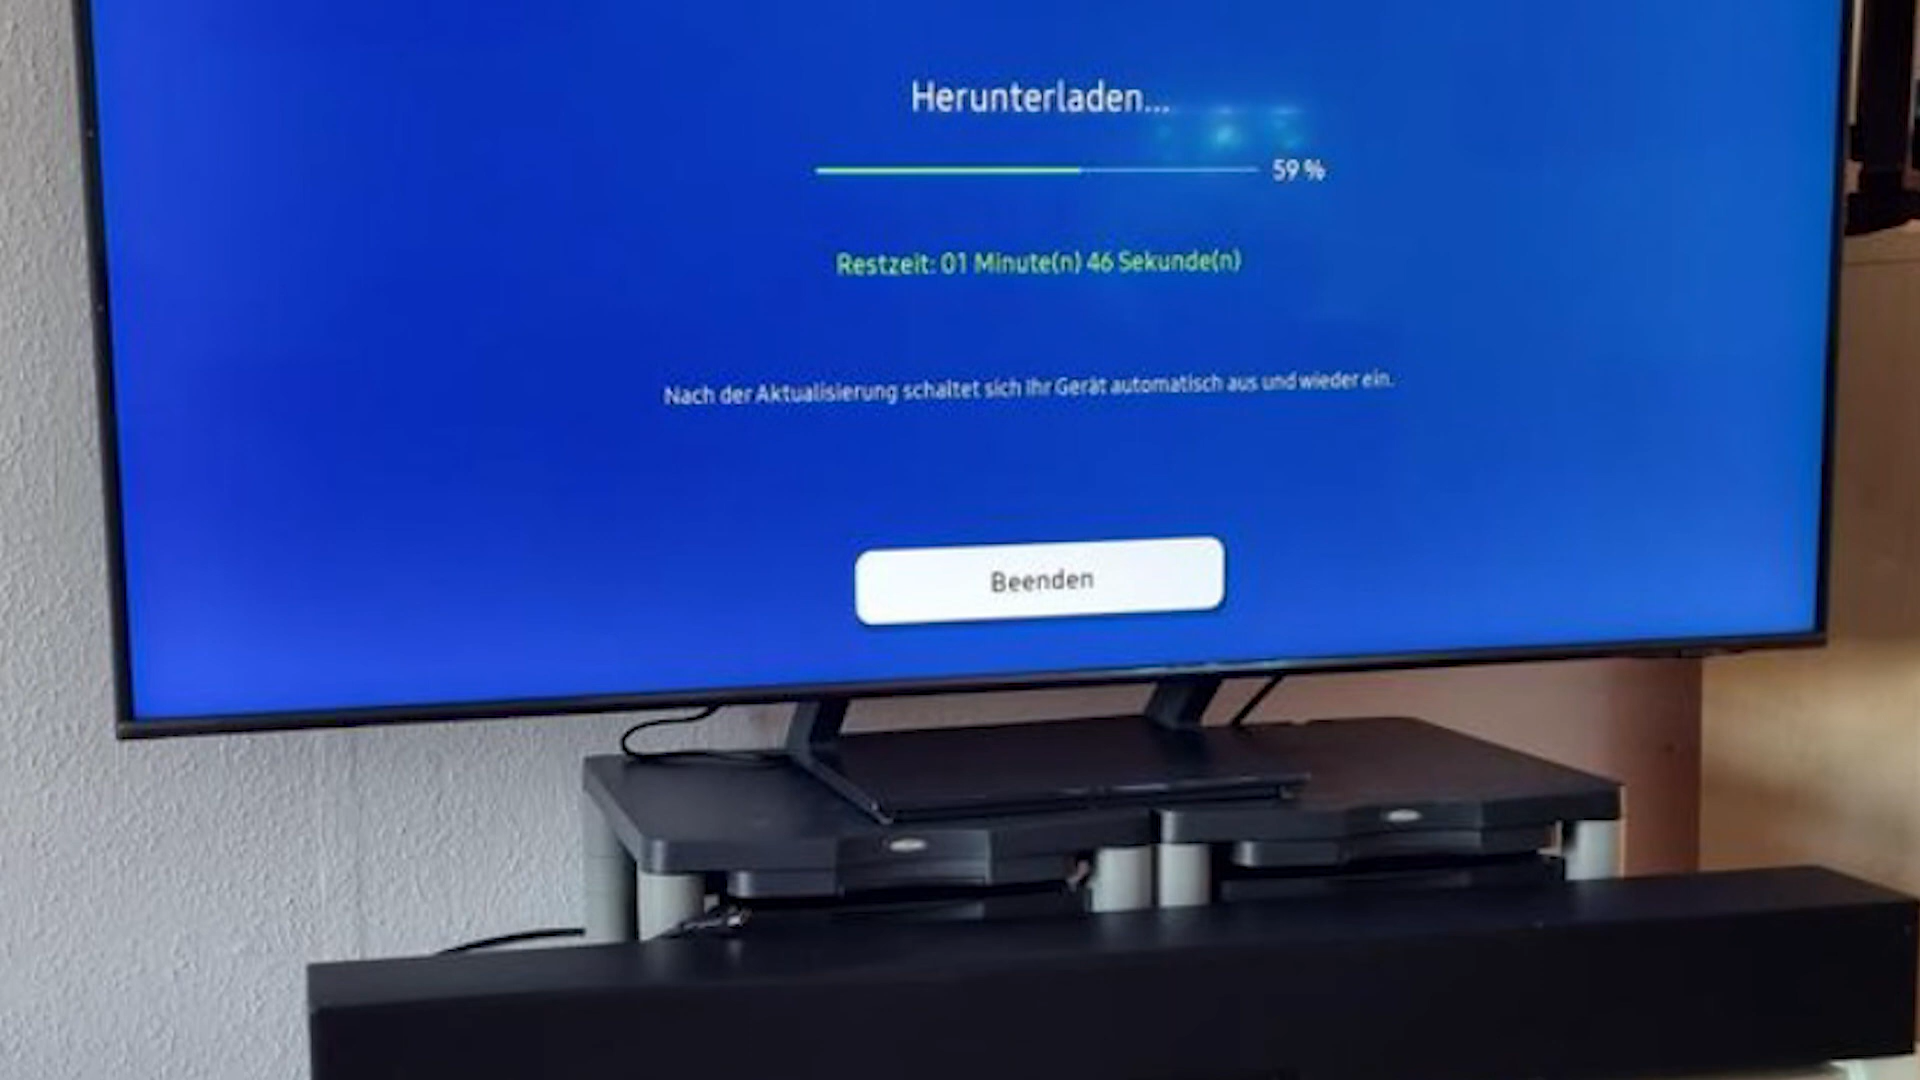 Herunterladen...
59 %
Restzeit: 01 Minute(n) 46 Sekunde(n)
Nach der Aktualisierung schaltet sich Ihr Gerät automatisch aus und wieder ein.
Beenden